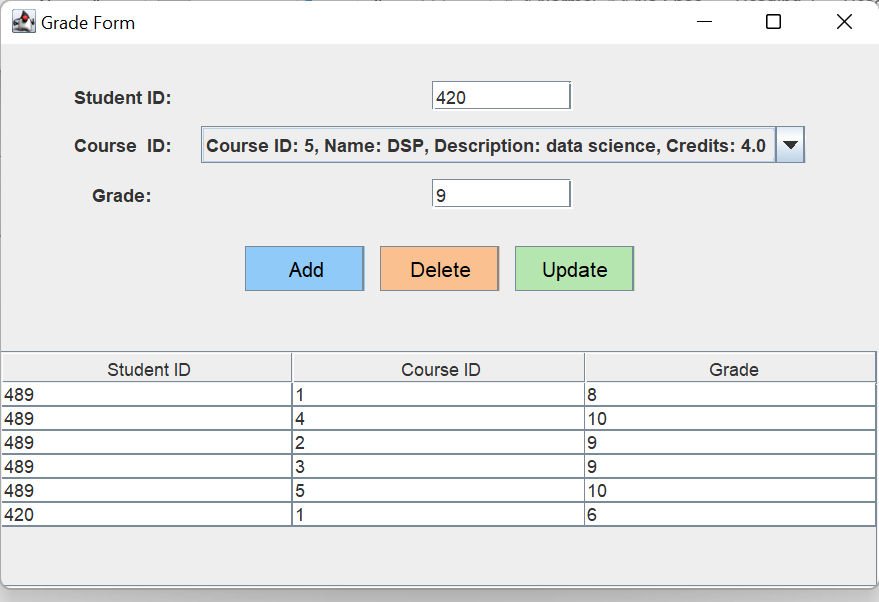 Grade Form
Student ID: 420
Course ID: Course ID: 5, Name: DSP, Description: data science, Credits: 4.0
Grade: 9
Add Delete Update
Student ID Course ID Grade
489 1 8
489 4 10
489 2 9
489 3 9
489 5 10
420 1 6